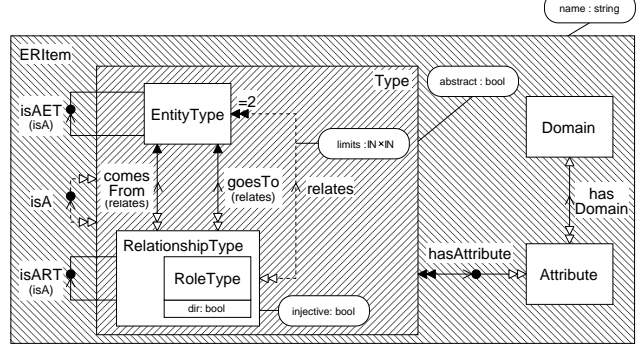 name : string
ERItem
Type
abstract : bool
isAET
(isA)
EntityType
=2
limits :IN×IN
Domain
comes
From
(relates)
goesTo
(relates)
relates
isA
has
Domain
RelationshipType
hasAttribute
isART
(isA)
RoleType
Attribute
dir: bool
injective: bool